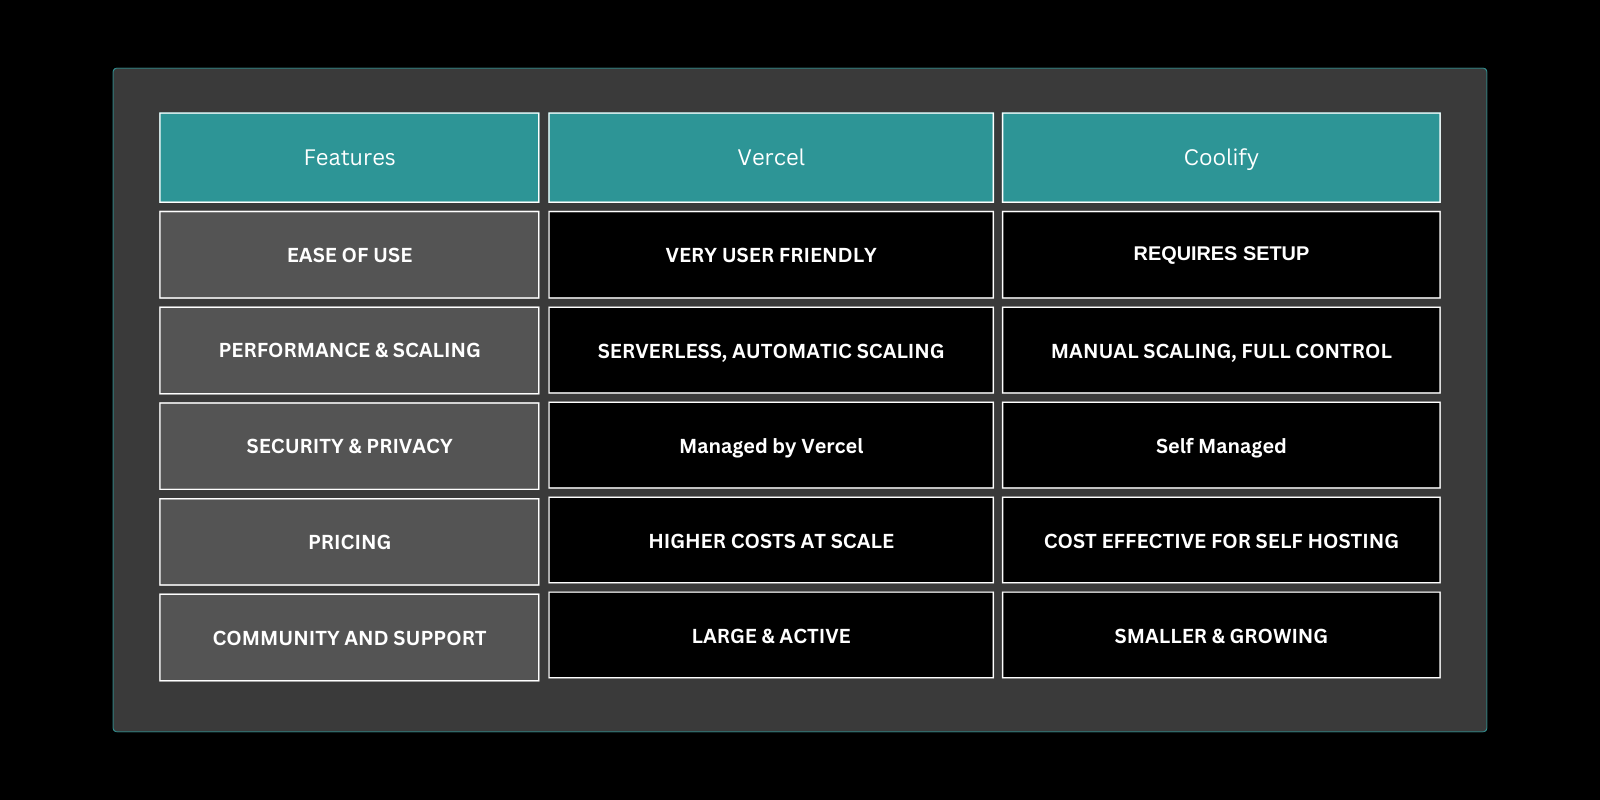 Features Vercel Coolify
EASE OF USE VERY USER FRIENDLY REQUIRES SETUP
PERFORMANCE & SCALING SERVERLESS, AUTOMATIC SCALING MANUAL SCALING, FULL CONTROL
SECURITY & PRIVACY Managed by Vercel Self Managed
PRICING HIGHER COSTS AT SCALE COST EFFECTIVE FOR SELF HOSTING
COMMUNITY AND SUPPORT LARGE & ACTIVE SMALLER & GROWING